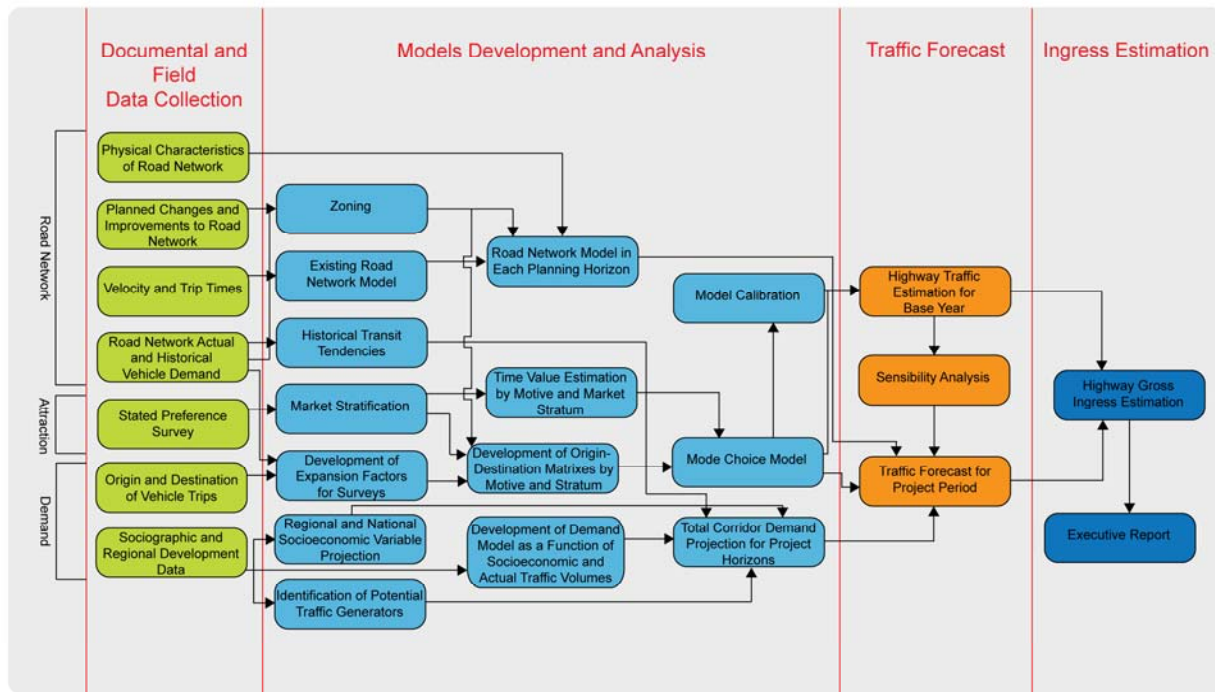 Documental and
Field
Data Collection
Models Development and Analysis
Traffic Forecast
Ingress Estimation
Road Network
Attraction
Demand
Physical Characteristics
of Road Network
Planned Changes and
Improvements to Road
Network
Velocity and Trip Times
Road Network Actual
and Historical
Vehicle Demand
Stated Preference
Survey
Origin and Destination
of Vehicle Trips
Sociographic and
Regional Development
Data
Zoning
Existing Road
Network Model
Historical Transit
Tendencies
Market Stratification
Development of
Expansion Factors
for Surveys
Regional and National
Socioeconomic Variable
Projection
Identification of Potential
Traffic Generators
Road Network Model in
Each Planning Horizon
Time Value Estimation
by Motive and Market
Stratum
Development of Origin-
Destination Matrixes by
Motive and Stratum
Development of Demand
Model as a Function of
Socioeconomic and
Actual Traffic Volumes
Model Calibration
Mode Choice Model
Total Corridor Demand
Projection for Project
Horizons
Highway Traffic
Estimation for
Base Year
Sensibility Analysis
Traffic Forecast for
Project Period
Highway Gross
Ingress Estimation
Executive Report